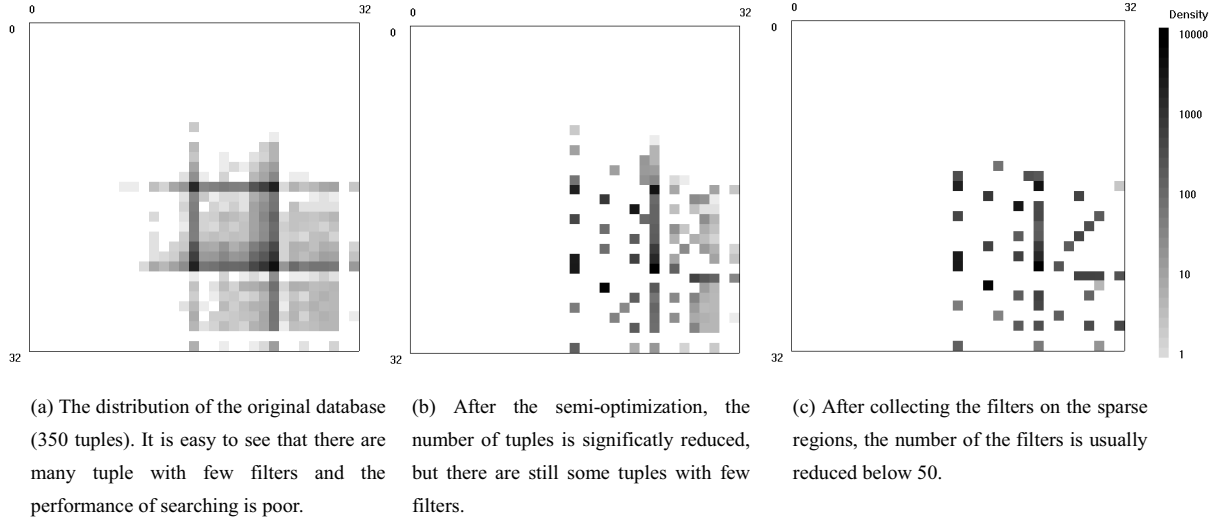 0 32
0
32
0 32
0
32
0 32
0
32
Density
10000
1000
100
10
1
(a) The distribution of the original database
(350 tuples). It is easy to see that there are
many tuple with few filters and the
performance of searching is poor.
(b) After the semi-optimization, the
number of tuples is significatly reduced,
but there are still some tuples with few
filters.
(c) After collecting the filters on the sparse
regions, the number of the filters is usually
reduced below 50.